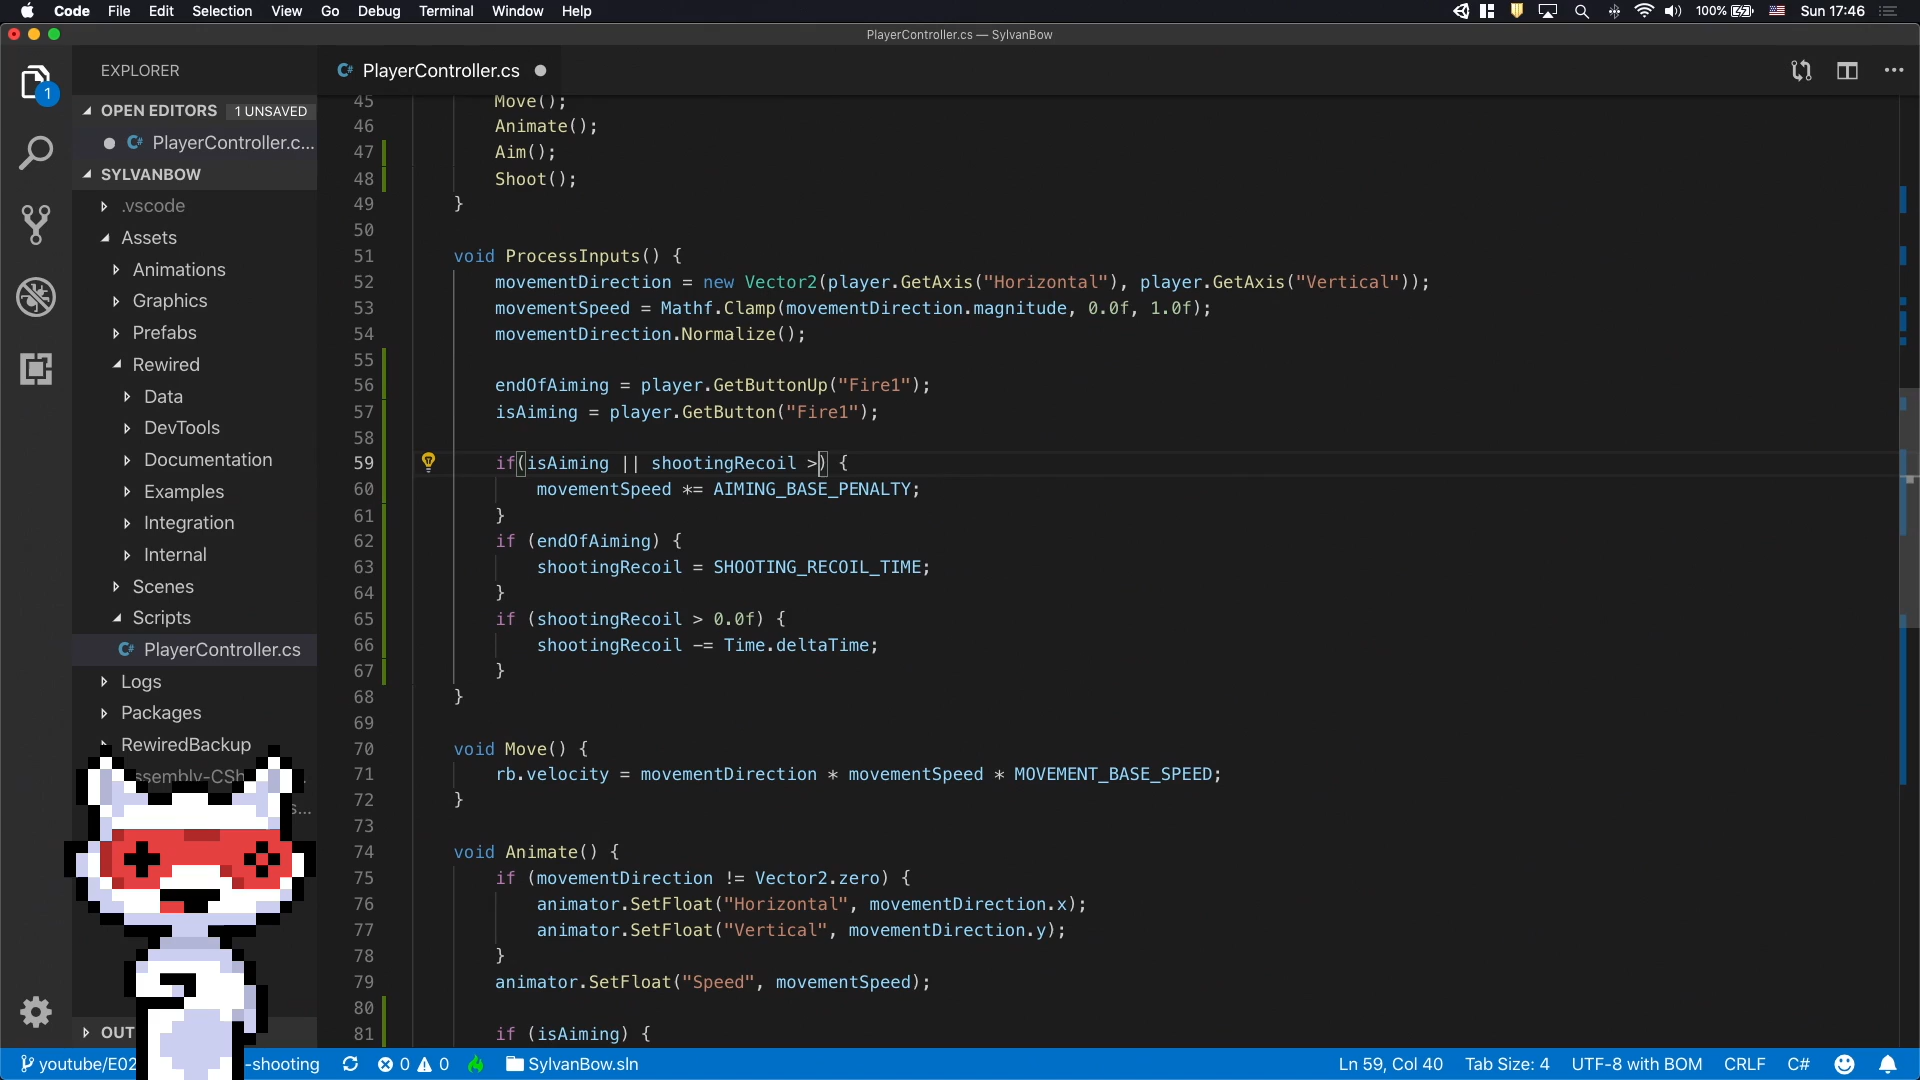 Code File Edit Selection View Go Debug Terminal Window Help 100% Sun 17:46
PlayerController.cs — SylvanBow
EXPLORER
1
OPEN EDITORS 1 UNSAVED
PlayerController.c...
SYLVANBOW
.vscode
Assets
Animations
Graphics
Prefabs
Rewired
Data
DevTools
Documentation
Examples
Integration
Internal
Scenes
Scripts
C# PlayerController.cs
Logs
Packages
RewiredBackup
ssembly-CSh
s...
OUT
C# PlayerController.cs
45 Move();
46 Animate();
47 Aim();
48 Shoot();
49 }
50
51 void ProcessInputs() {
52 movementDirection = new Vector2(player.GetAxis("Horizontal"), player.GetAxis("Vertical"));
53 movementSpeed = Mathf.Clamp(movementDirection.magnitude, 0.0f, 1.0f);
54 movementDirection.Normalize();
55
56 endOfAiming = player.GetButtonUp("Fire1");
57 isAiming = player.GetButton("Fire1");
58
59 if(isAiming || shootingRecoil >) {
60 movementSpeed *= AIMING_BASE_PENALTY;
61 }
62 if (endOfAiming) {
63 shootingRecoil = SHOOTING_RECOIL_TIME;
64 }
65 if (shootingRecoil > 0.0f) {
66 shootingRecoil -= Time.deltaTime;
67 }
68 }
69
70 void Move() {
71 rb.velocity = movementDirection * movementSpeed * MOVEMENT_BASE_SPEED;
72 }
73
74 void Animate() {
75 if (movementDirection != Vector2.zero) {
76 animator.SetFloat("Horizontal", movementDirection.x);
77 animator.SetFloat("Vertical", movementDirection.y);
78 }
79 animator.SetFloat("Speed", movementSpeed);
80
81 if (isAiming) {
youtube/E02 -shooting 0 0 SylvanBow.sln Ln 59, Col 40 Tab Size: 4 UTF-8 with BOM CRLF C#